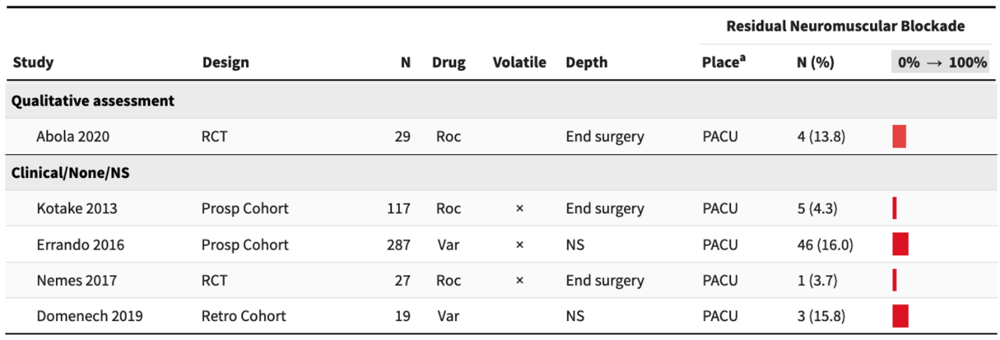 Residual Neuromuscular Blockade
Study Design N Drug Volatile Depth Placeᵃ N (%) 0% → 100%
Qualitative assessment
Abola 2020 RCT 29 Roc End surgery PACU 4 (13.8)
Clinical/None/NS
Kotake 2013 Prosp Cohort 117 Roc × End surgery PACU 5 (4.3)
Errando 2016 Prosp Cohort 287 Var × NS PACU 46 (16.0)
Nemes 2017 RCT 27 Roc × End surgery PACU 1 (3.7)
Domenech 2019 Retro Cohort 19 Var NS PACU 3 (15.8)